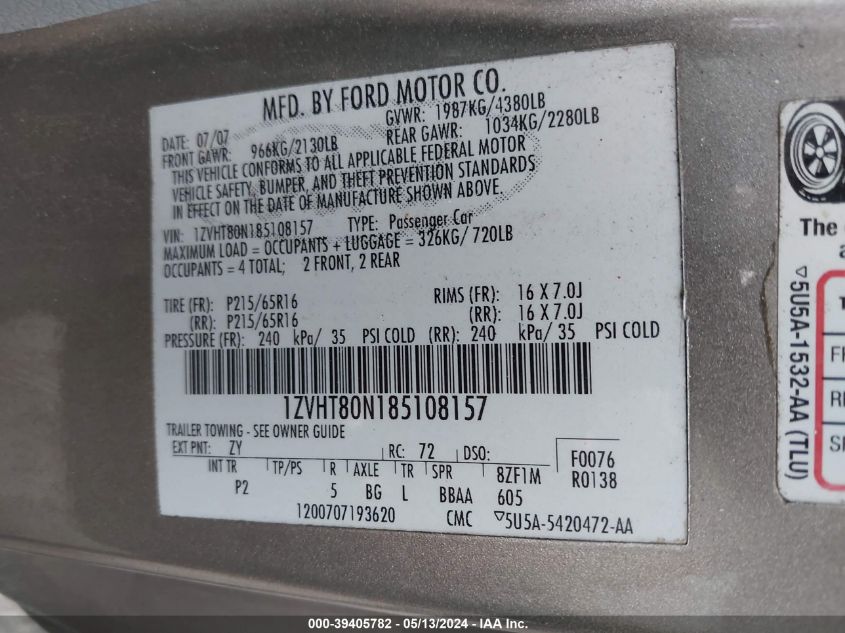 MFD. BY FORD MOTOR CO.
DATE: 07/07 GVWR: 1987KG/4380LB
FRONT GAWR: 966KG/2130LB REAR GAWR: 1034KG/2280LB
THIS VEHICLE CONFORMS TO ALL APPLICABLE FEDERAL MOTOR
VEHICLE SAFETY, BUMPER, AND THEFT PREVENTION STANDARDS
IN EFFECT ON THE DATE OF MANUFACTURE SHOWN ABOVE.
VIN: 1ZVHT80N185108157 TYPE: Passenger Car
MAXIMUM LOAD = OCCUPANTS + LUGGAGE = 326KG/ 720LB
OCCUPANTS = 4 TOTAL; 2 FRONT, 2 REAR
TIRE (FR): P215/65R16 RIMS (FR): 16 X 7.0J
(RR): P215/65R16 (RR): 16 X 7.0J
PRESSURE (FR): 240 kPa/ 35 PSI COLD (RR): 240 kPa/ 35 PSI COLD
1ZVHT80N185108157
TRAILER TOWING - SEE OWNER GUIDE
EXT PNT: ZY RC: 72 DSO: F0076
INT TR TP/PS R AXLE TR SPR 8ZF1M R0138
P2 5 BG L BBAA 605
1200707193620 CMC ▽5U5A-5420472-AA
The
a
▽5U5A-1532-AA (TLU)
T
FR
RE
SP
000-39405782 - 05/13/2024 - IAAI.COM